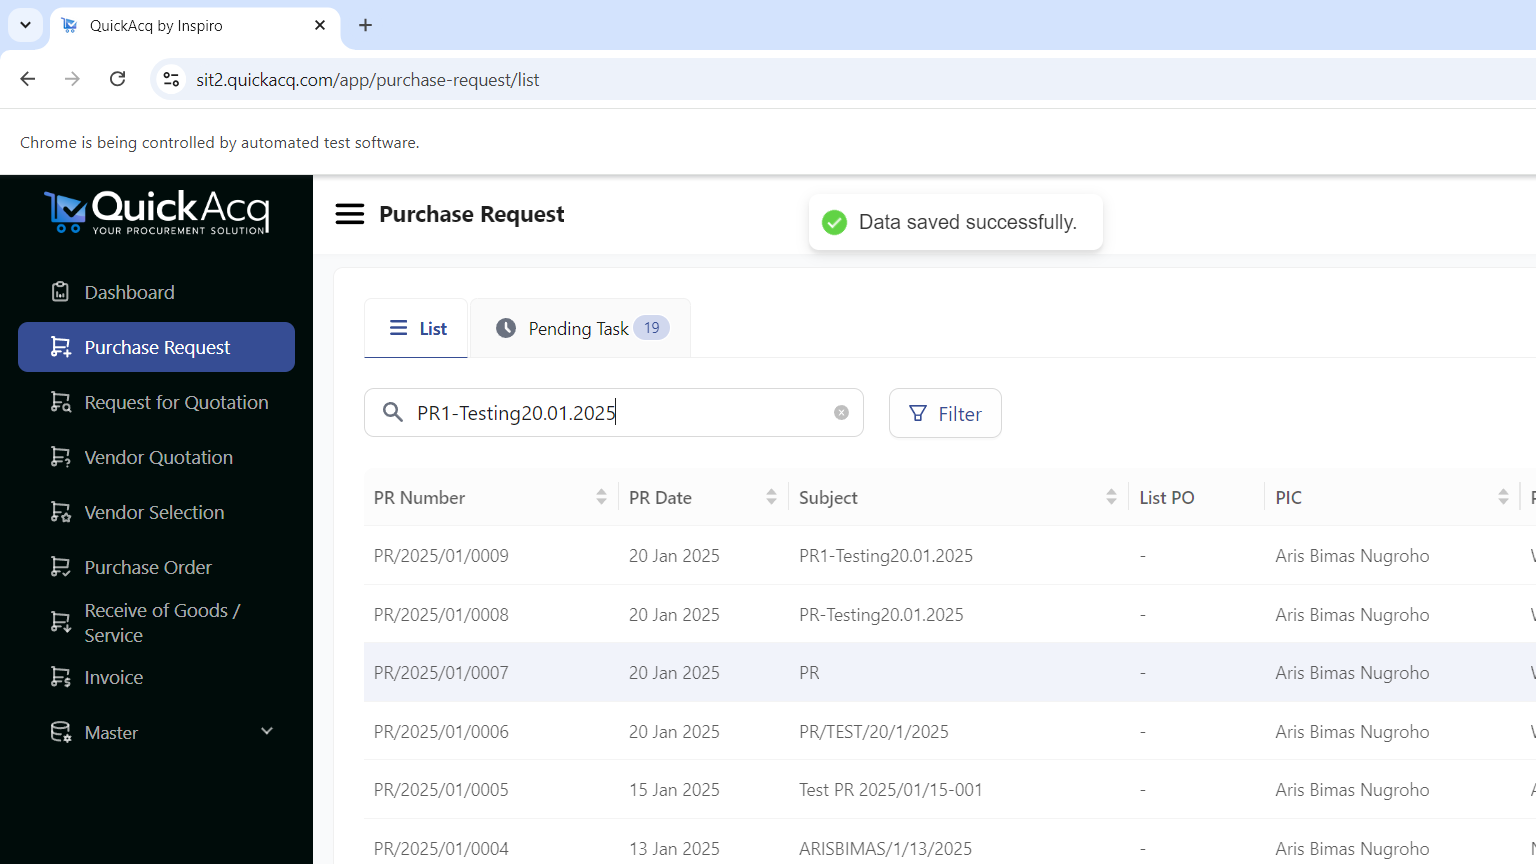 QuickAcq by Inspiro
sit2.quickacq.com/app/purchase-request/list
Chrome is being controlled by automated test software.
QuickAcq
YOUR PROCUREMENT SOLUTION
Dashboard
Purchase Request
Request for Quotation
Vendor Quotation
Vendor Selection
Purchase Order
Receive of Goods /
Service
Invoice
Master
Purchase Request
Data saved successfully.
List
Pending Task 19
PR1-Testing20.01.2025
Filter
PR Number PR Date Subject List PO PIC
PR/2025/01/0009 20 Jan 2025 PR1-Testing20.01.2025 - Aris Bimas Nugroho
PR/2025/01/0008 20 Jan 2025 PR-Testing20.01.2025 - Aris Bimas Nugroho
PR/2025/01/0007 20 Jan 2025 PR - Aris Bimas Nugroho
PR/2025/01/0006 20 Jan 2025 PR/TEST/20/1/2025 - Aris Bimas Nugroho
PR/2025/01/0005 15 Jan 2025 Test PR 2025/01/15-001 - Aris Bimas Nugroho
PR/2025/01/0004 13 Jan 2025 ARISBIMAS/1/13/2025 - Aris Bimas Nugroho